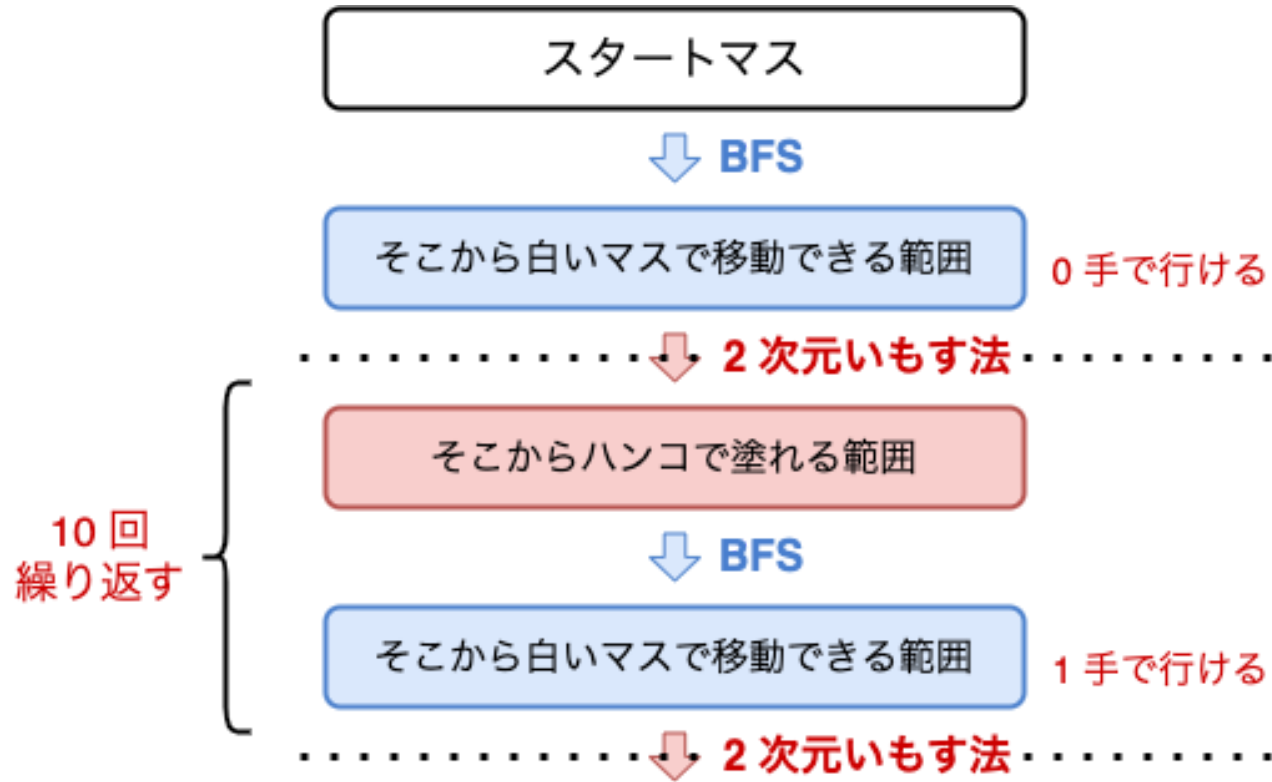 スタートマス
BFS
そこから白いマスで移動できる範囲
0 手で行ける
2 次元いもす法
そこからハンコで塗れる範囲
10 回
繰り返す
BFS
そこから白いマスで移動できる範囲
1 手で行ける
2 次元いもす法